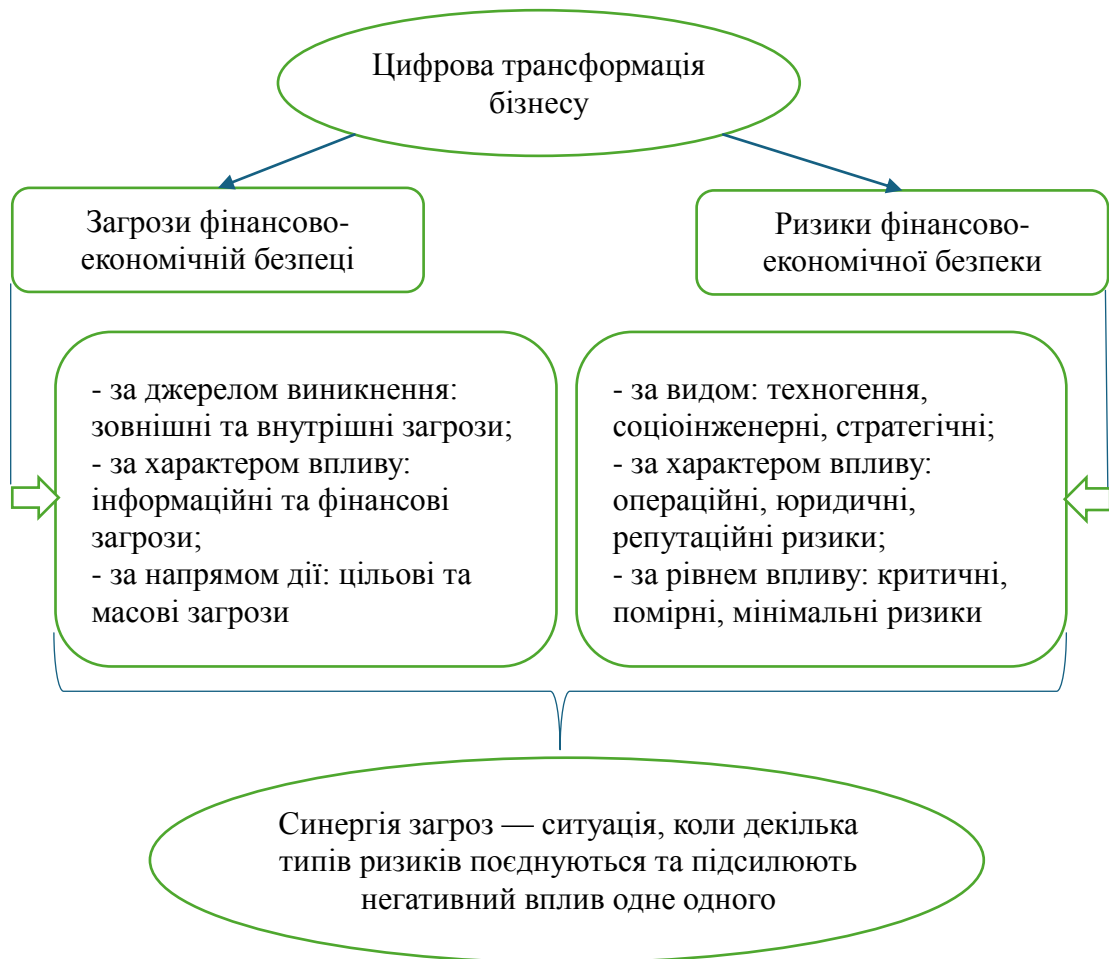 Цифрова трансформація
бізнесу
Загрози фінансово-
економічній безпеці
Ризики фінансово-
економічної безпеки
- за джерелом виникнення:
зовнішні та внутрішні загрози;
- за характером впливу:
інформаційні та фінансові
загрози;
- за напрямом дії: цільові та
масові загрози
- за видом: техногення,
соціоінженерні, стратегічні;
- за характером впливу:
операційні, юридичні,
репутаційні ризики;
- за рівнем впливу: критичні,
помірні, мінімальні ризики
Синергія загроз — ситуація, коли декілька
типів ризиків поєднуються та підсилюють
негативний вплив одне одного